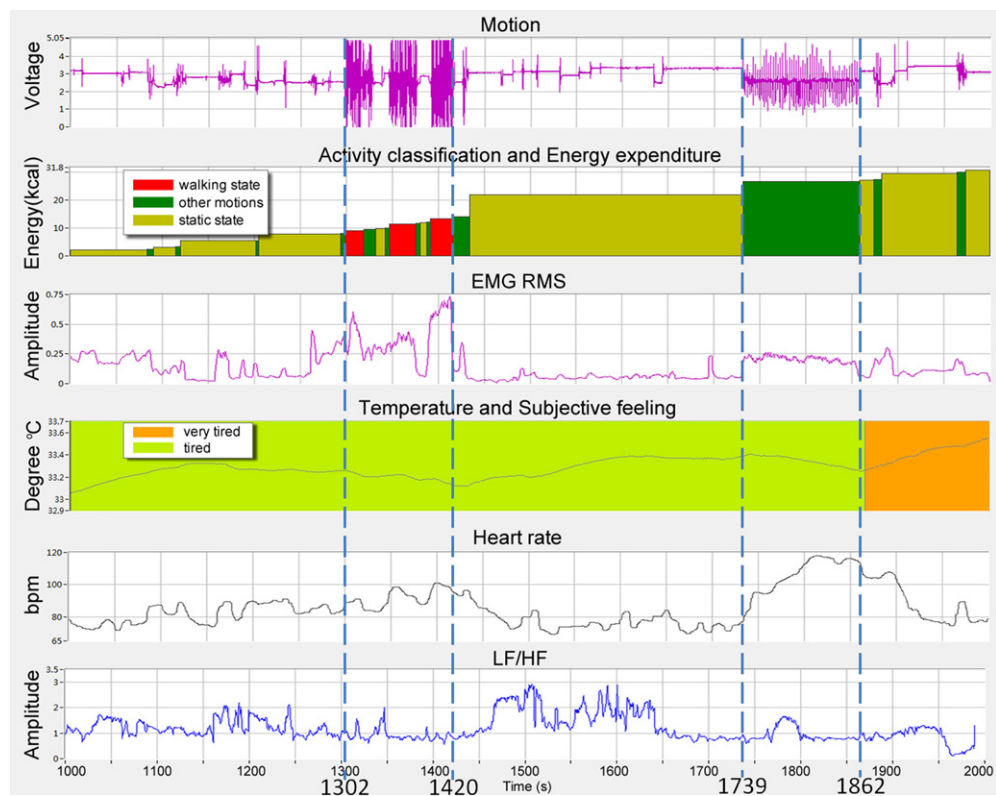 Motion
Voltage
5.05
4
3
2
1
0
Activity classification and Energy expenditure
Energy(kcal)
31.8
20
10
0
walking state
other motions
static state
EMG RMS
Amplitude
0.75
0.5
0.25
0
Temperature and Subjective feeling
Degree ℃
33.7
33.6
33.4
33.2
33
32.9
very tired
tired
Heart rate
bpm
120
100
80
65
LF/HF
Amplitude
3.5
3
2
1
0
1000 1100 1200 1300 1400 1500 1600 1700 1800 1900 2000
1302 1420 Time (s) 1739 1862